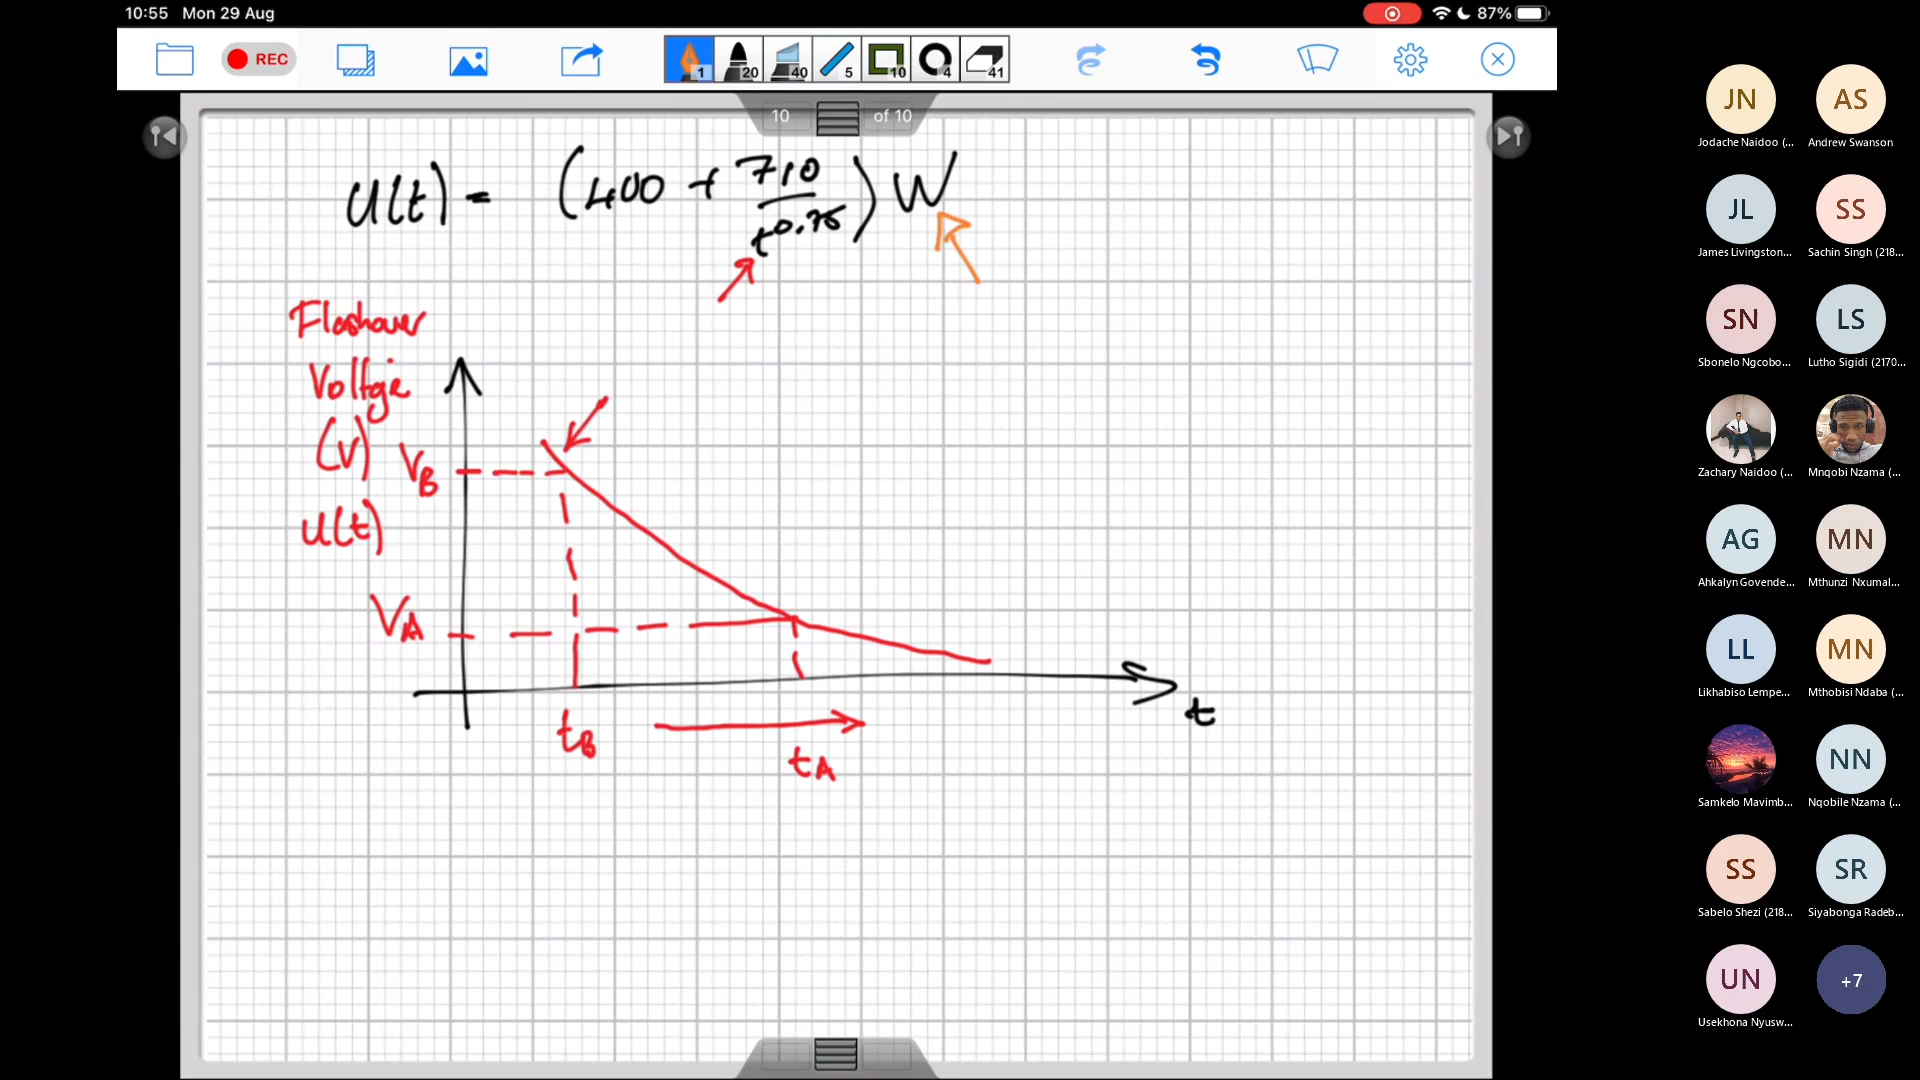 10:55 Mon 29 Aug
87%
REC
1
20
40
5
10
4
41
10 of 10
U(t) = (400 + 710/t^0.75) W
Flashover
Voltage
(V)
VB
U(t)
VA
tB
tA
t
JN
Jodache Naidoo (...
AS
Andrew Swanson
JL
James Livingston...
SS
Sachin Singh (218...
SN
Sbonelo Ngcobo...
LS
Lutho Sigidi (2170...
Zachary Naidoo (...
Mnqobi Nzama (...
AG
Ahkalyn Govende...
MN
Mthunzi Nxumal...
LL
Likhabiso Lempe...
MN
Mthobisi Ndaba (...
Samkelo Mavimb...
NN
Nqobile Nzama (...
SS
Sabelo Shezi (218...
SR
Siyabonga Radeb...
UN
Usekhona Nyusw...
+7